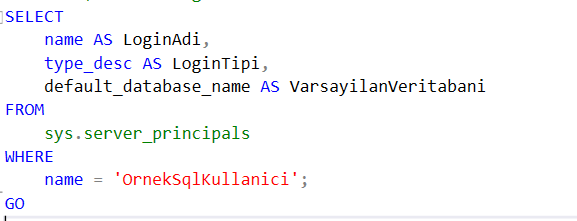 SELECT
    name AS LoginAdi,
    type_desc AS LoginTipi,
    default_database_name AS VarsayilanVeritabani
FROM
    sys.server_principals
WHERE
    name = 'OrnekSqlKullanici';
GO